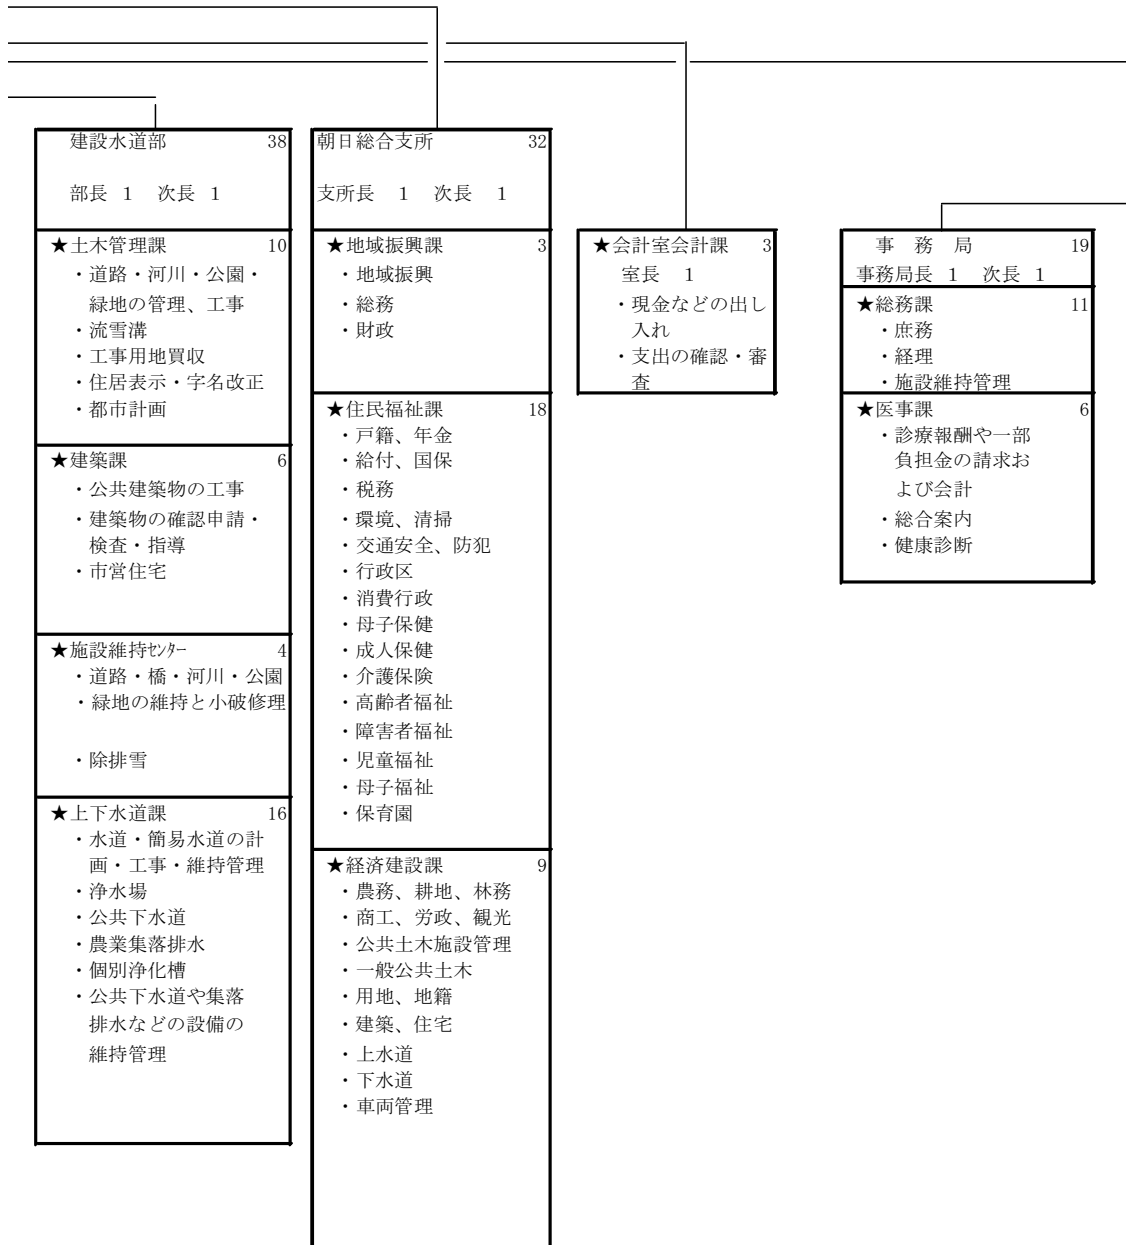 建設水道部 38
部長 1 次長 1
★土木管理課 10
・道路・河川・公園・
緑地の管理、工事
・流雪溝
・工事用地買収
・住居表示・字名改正
・都市計画
★建築課 6
・公共建築物の工事
・建築物の確認申請・
検査・指導
・市営住宅
★施設維持ｾﾝﾀｰ 4
・道路・橋・河川・公園
・緑地の維持と小破修理
・除排雪
★上下水道課 16
・水道・簡易水道の計
画・工事・維持管理
・浄水場
・公共下水道
・農業集落排水
・個別浄化槽
・公共下水道や集落
排水などの設備の
維持管理
朝日総合支所 32
支所長 1 次長 1
★地域振興課 3
・地域振興
・総務
・財政
★住民福祉課 18
・戸籍、年金
・給付、国保
・税務
・環境、清掃
・交通安全、防犯
・行政区
・消費行政
・母子保健
・成人保健
・介護保険
・高齢者福祉
・障害者福祉
・児童福祉
・母子福祉
・保育園
★経済建設課 9
・農務、耕地、林務
・商工、労政、観光
・公共土木施設管理
・一般公共土木
・用地、地籍
・建築、住宅
・上水道
・下水道
・車両管理
★会計室会計課 3
室長 1
・現金などの出し
入れ
・支出の確認・審
査
事 務 局 19
事務局長 1 次長 1
★総務課 11
・庶務
・経理
・施設維持管理
★医事課 6
・診療報酬や一部
負担金の請求お
よび会計
・総合案内
・健康診断